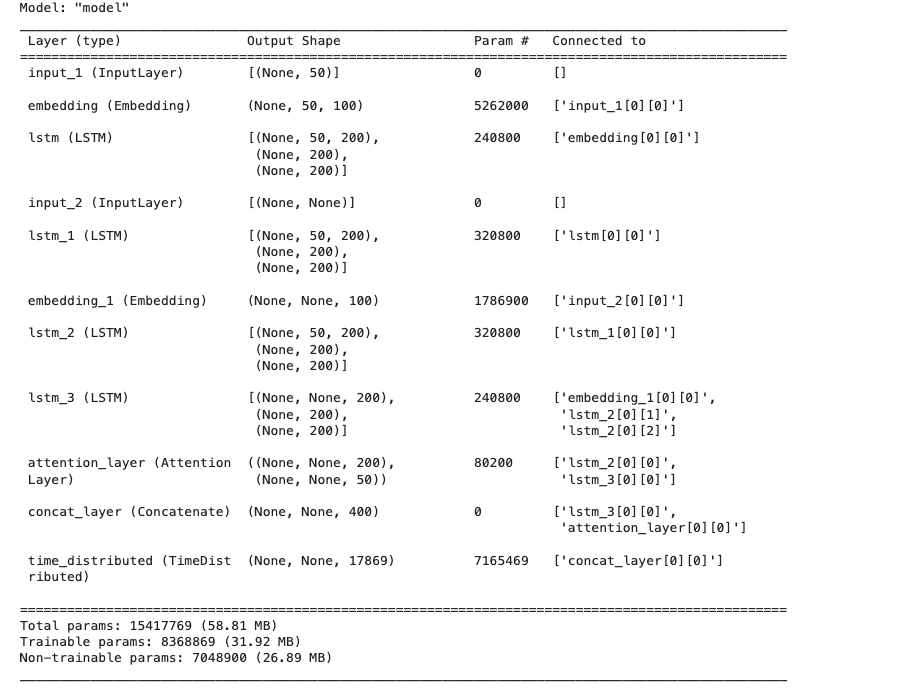 Model: "model"
Layer (type) Output Shape Param # Connected to
input_1 (InputLayer) [(None, 50)] 0 []
embedding (Embedding) (None, 50, 100) 5262000 ['input_1[0][0]']
lstm (LSTM) [(None, 50, 200), 240800 ['embedding[0][0]']
(None, 200),
(None, 200)]
input_2 (InputLayer) [(None, None)] 0 []
lstm_1 (LSTM) [(None, 50, 200), 320800 ['lstm[0][0]']
(None, 200),
(None, 200)]
embedding_1 (Embedding) (None, None, 100) 1786900 ['input_2[0][0]']
lstm_2 (LSTM) [(None, 50, 200), 320800 ['lstm_1[0][0]']
(None, 200),
(None, 200)]
lstm_3 (LSTM) [(None, None, 200), 240800 ['embedding_1[0][0]',
(None, 200), 'lstm_2[0][1]',
(None, 200)] 'lstm_2[0][2]']
attention_layer (Attention ((None, None, 200), 80200 ['lstm_2[0][0]',
Layer) (None, None, 50)) 'lstm_3[0][0]']
concat_layer (Concatenate) (None, None, 400) 0 ['lstm_3[0][0]',
'attention_layer[0][0]']
time_distributed (TimeDist (None, None, 17869) 7165469 ['concat_layer[0][0]']
ributed)
Total params: 15417769 (58.81 MB)
Trainable params: 8368869 (31.92 MB)
Non-trainable params: 7048900 (26.89 MB)